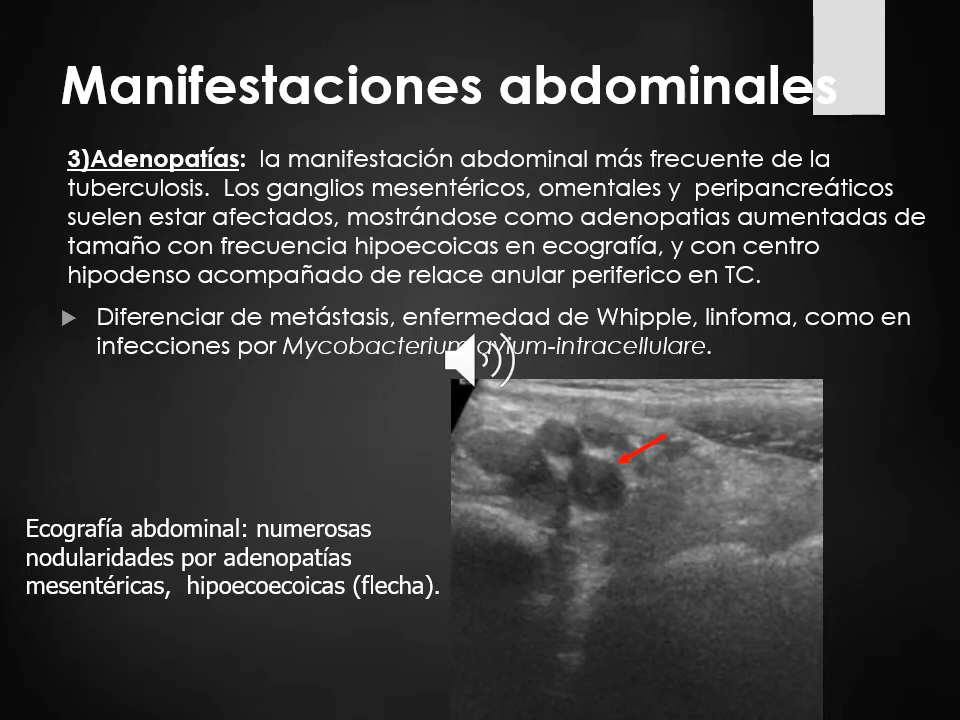 Manifestaciones abdominales
3)Adenopatías: la manifestación abdominal más frecuente de la
tuberculosis. Los ganglios mesentéricos, omentales y peripancreáticos
suelen estar afectados, mostrándose como adenopatias aumentadas de
tamaño con frecuencia hipoecoicas en ecografía, y con centro
hipodenso acompañado de relace anular periferico en TC.
Diferenciar de metástasis, enfermedad de Whipple, linfoma, como en
infecciones por Mycobacterium avium-intracellulare.
Ecografía abdominal: numerosas
nodularidades por adenopatías
mesentéricas, hipoecoecoicas (flecha).